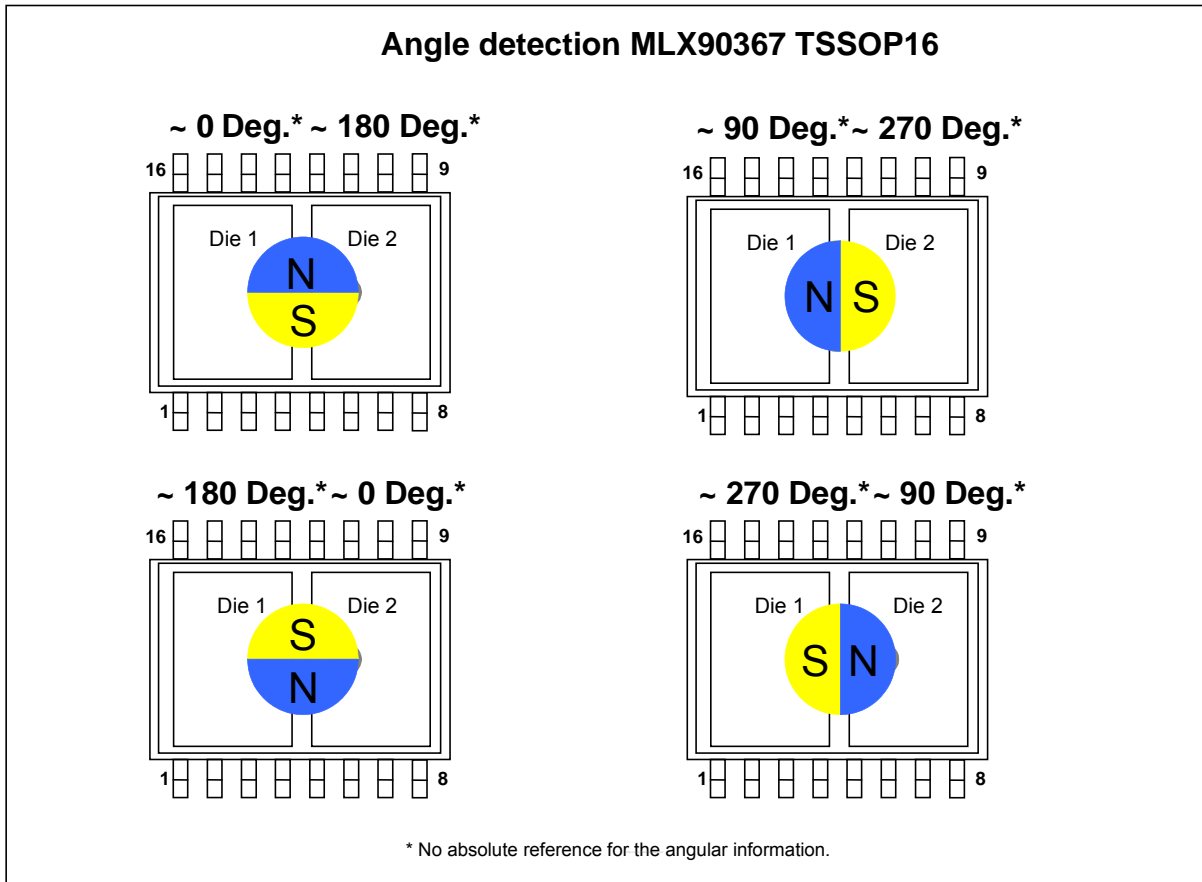 Angle detection MLX90367 TSSOP16
~ 0 Deg.* ~ 180 Deg.*
16 9
Die 1 Die 2
N
S
1 8
~ 90 Deg.* ~ 270 Deg.*
16 9
Die 1 Die 2
N S
1 8
~ 180 Deg.* ~ 0 Deg.*
16 9
Die 1 Die 2
S
N
1 8
~ 270 Deg.* ~ 90 Deg.*
16 9
Die 1 Die 2
S N
1 8
* No absolute reference for the angular information.